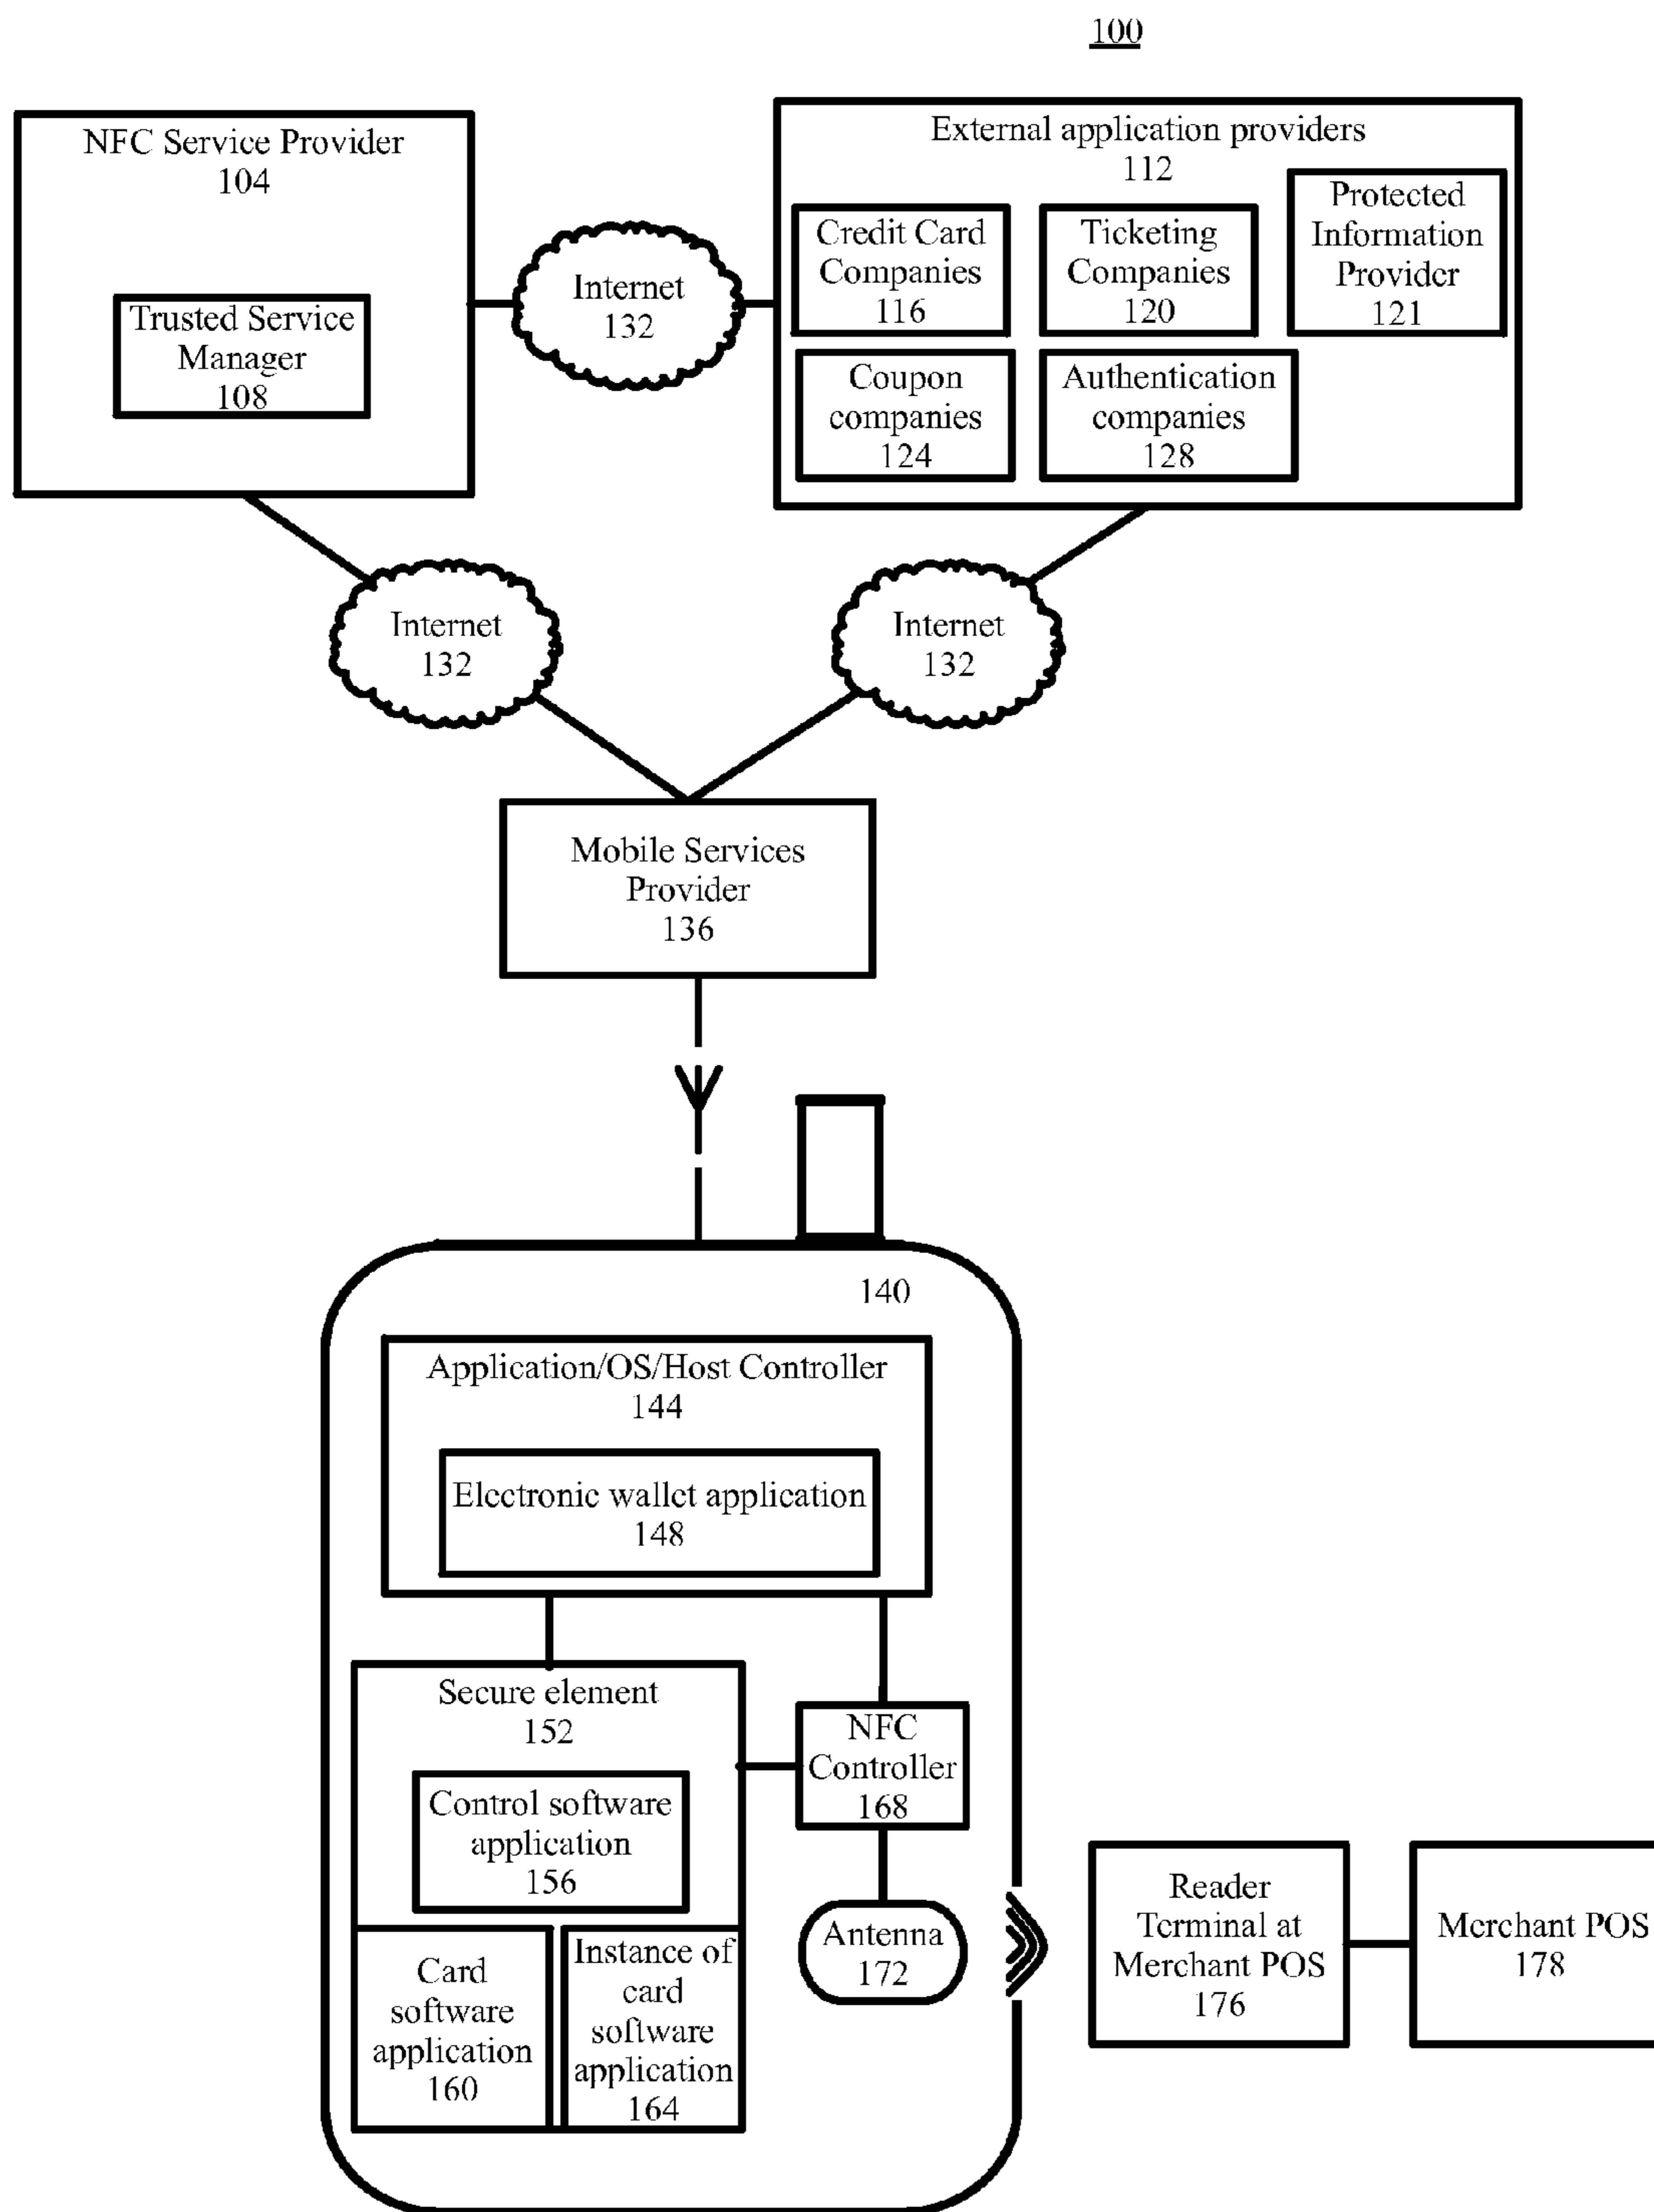 100
NFC Service Provider
104
Trusted Service
Manager
108
Internet
132
External application providers
112
Credit Card
Companies
116
Ticketing
Companies
120
Protected
Information
Provider
121
Coupon
companies
124
Authentication
companies
128
Internet
132
Internet
132
Mobile Services
Provider
136
140
Application/OS/Host Controller
144
Electronic wallet application
148
Secure element
152
Control software
application
156
Card
software
application
160
Instance of
card
software
application
164
NFC
Controller
168
Antenna
172
Reader
Terminal at
Merchant POS
176
Merchant POS
178